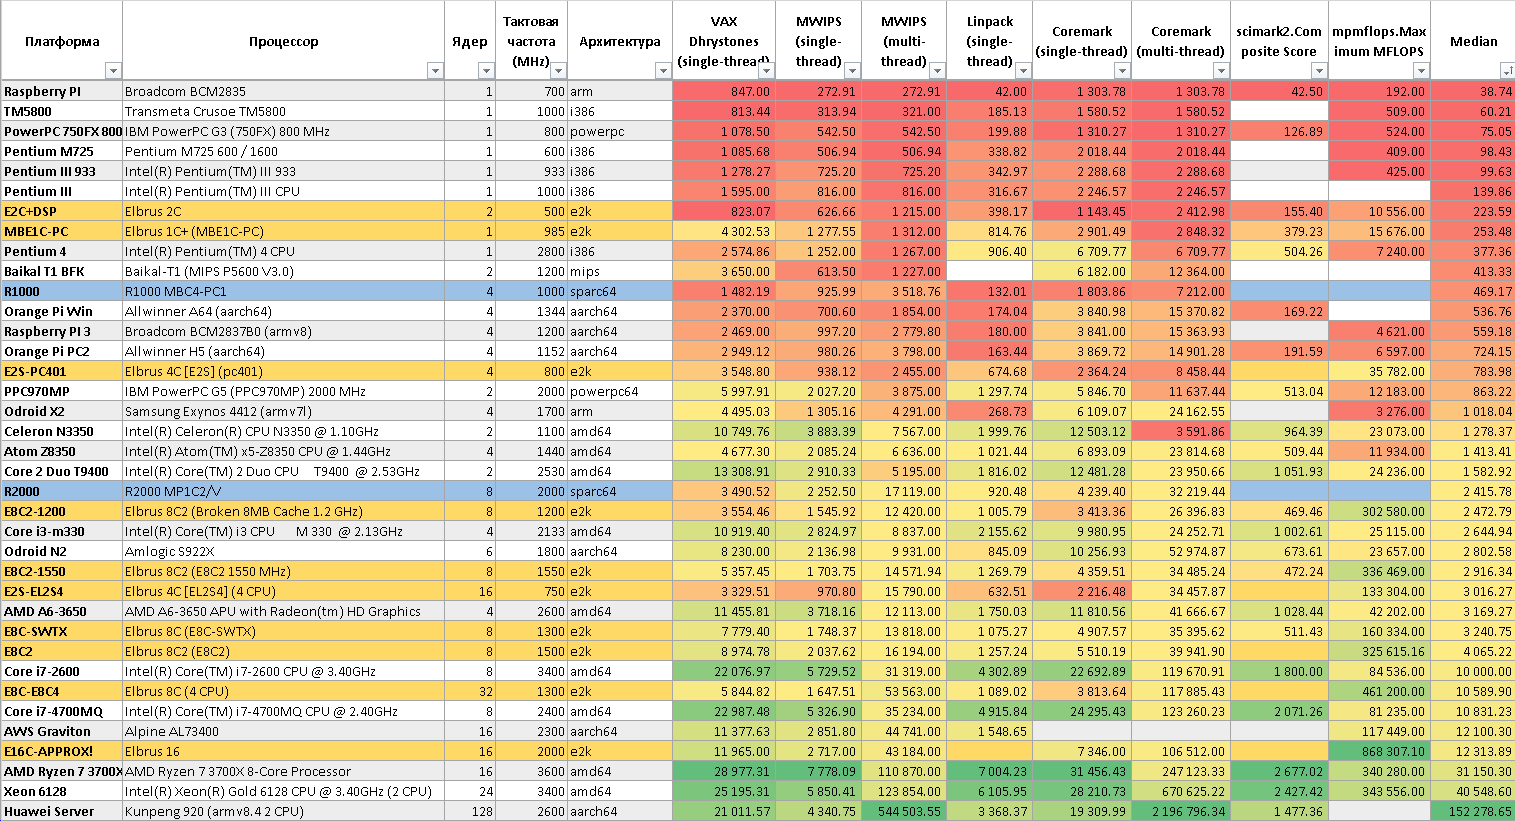 Платформа Процессор Ядер Тактовая частота (MHz) Архитектура VAX Dhrystones (single-thread) MWIPS (single-thread) MWIPS (multi-thread) Linpack (single-thread) Coremark (single-thread) Coremark (multi-thread) scimark2.Composite Score mpmflops.Maximum MFLOPS Median
Raspberry PI Broadcom BCM2835 1 700 arm 847.00 272.91 272.91 42.00 1 303.78 1 303.78 42.50 192.00 38.74
TM5800 Transmeta Crusoe TM5800 1 1000 i386 813.44 313.94 321.00 185.13 1 580.52 1 580.52 509.00 60.21
PowerPC 750FX 800 IBM PowerPC G3 (750FX) 800 MHz 1 800 powerpc 1 078.50 542.50 542.50 199.88 1 310.27 1 310.27 126.89 524.00 75.05
Pentium M725 Pentium M725 600 / 1600 1 600 i386 1 085.68 506.94 506.94 338.82 2 018.44 2 018.44 409.00 98.43
Pentium III 933 Intel(R) Pentium(TM) III 933 1 933 i386 1 278.27 725.20 725.20 342.97 2 288.68 2 288.68 425.00 99.63
Pentium III Intel(R) Pentium(TM) III CPU 1 1000 i386 1 595.00 816.00 816.00 316.67 2 246.57 2 246.57 139.86
E2C+DSP Elbrus 2C 2 500 e2k 823.07 626.66 1 215.00 398.17 1 143.45 2 412.98 155.40 10 556.00 223.59
MBE1C-PC Elbrus 1C+ (MBE1C-PC) 1 985 e2k 4 302.53 1 277.55 1 312.00 814.76 2 901.49 2 848.32 379.23 15 676.00 253.48
Pentium 4 Intel(R) Pentium(TM) 4 CPU 1 2800 i386 2 574.86 1 252.00 1 267.00 906.40 6 709.77 6 709.77 504.26 7 240.00 377.36
Baikal T1 BFK Baikal-T1 (MIPS P5600 V3.0) 2 1200 mips 3 650.00 613.50 1 227.00 6 182.00 12 364.00 413.33
R1000 R1000 MBC4-PC1 4 1000 sparc64 1 482.19 925.99 3 518.76 132.01 1 803.86 7 212.00 469.17
Orange Pi Win Allwinner A64 (aarch64) 4 1344 aarch64 2 370.00 700.60 1 854.00 174.04 3 840.98 15 370.82 169.22 536.76
Raspberry PI 3 Broadcom BCM2837B0 (armv8) 4 1200 aarch64 2 469.00 997.20 2 779.80 180.00 3 841.00 15 363.93 4 621.00 559.18
Orange Pi PC2 Allwinner H5 (aarch64) 4 1152 aarch64 2 949.12 980.26 3 798.00 163.44 3 869.72 14 901.28 191.59 6 597.00 724.15
E2S-PC401 Elbrus 4C [E2S] (pc401) 4 800 e2k 3 548.80 938.12 2 455.00 674.68 2 364.24 8 458.44 35 782.00 783.98
PPC970MP IBM PowerPC G5 (PPC970MP) 2000 MHz 2 2000 powerpc64 5 997.91 2 027.20 3 875.00 1 297.74 5 846.70 11 637.44 513.04 12 183.00 863.22
Odroid X2 Samsung Exynos 4412 (armv7l) 4 1700 arm 4 495.03 1 305.16 4 291.00 268.73 6 109.07 24 162.55 3 276.00 1 018.04
Celeron N3350 Intel(R) Celeron(R) CPU N3350 @ 1.10GHz 2 1100 amd64 10 749.76 3 883.39 7 567.00 1 999.76 12 503.12 3 591.86 964.39 23 073.00 1 278.37
Atom Z8350 Intel(R) Atom(TM) x5-Z8350 CPU @ 1.44GHz 4 1440 amd64 4 677.30 2 085.24 6 636.00 1 021.44 6 893.09 23 814.68 509.44 11 934.00 1 413.41
Core 2 Duo T9400 Intel(R) Core(TM) 2 Duo CPU T9400 @ 2.53GHz 2 2530 amd64 13 308.91 2 910.33 5 195.00 1 816.02 12 481.28 23 950.66 1 051.93 24 236.00 1 582.92
R2000 R2000 MP1C2/V 8 2000 sparc64 3 490.52 2 252.50 17 119.00 920.48 4 239.40 32 219.44 2 415.78
E8C2-1200 Elbrus 8C2 (Broken 8MB Cache 1.2 GHz) 8 1200 e2k 3 554.46 1 545.92 12 420.00 1 005.79 3 413.36 26 396.83 469.46 302 580.00 2 472.79
Core i3-m330 Intel(R) Core(TM) i3 CPU M 330 @ 2.13GHz 4 2133 amd64 10 919.40 2 824.97 8 837.00 2 155.62 9 980.95 24 252.71 1 002.61 25 115.00 2 644.94
Odroid N2 Amlogic S922X 6 1800 aarch64 8 230.00 2 136.98 9 931.00 845.09 10 256.93 52 974.87 673.61 23 657.00 2 802.58
E8C2-1550 Elbrus 8C2 (E8C2 1550 MHz) 8 1550 e2k 5 357.45 1 703.75 14 571.94 1 269.79 4 359.51 34 485.24 472.24 336 469.00 2 916.34
E2S-EL2S4 Elbrus 4C [EL2S4] (4 CPU) 16 750 e2k 3 329.51 970.80 15 790.00 632.51 2 216.48 34 457.87 133 304.00 3 016.27
AMD A6-3650 AMD A6-3650 APU with Radeon(tm) HD Graphics 4 2600 amd64 11 455.81 3 718.16 12 113.00 1 750.03 11 810.56 41 666.67 1 028.44 42 202.00 3 169.27
E8C-SWTX Elbrus 8C (E8C-SWTX) 8 1300 e2k 7 779.40 1 748.37 13 818.00 1 075.27 4 907.57 35 395.62 511.43 160 334.00 3 240.75
E8C2 Elbrus 8C2 (E8C2) 8 1500 e2k 8 974.78 2 037.62 16 194.00 1 257.24 5 510.19 39 941.90 325 615.16 4 065.22
Core i7-2600 Intel(R) Core(TM) i7-2600 CPU @ 3.40GHz 8 3400 amd64 22 076.97 5 729.52 31 319.00 4 302.89 22 692.89 119 670.91 1 800.00 84 536.00 10 000.00
E8C-E8C4 Elbrus 8C (4 CPU) 32 1300 e2k 5 844.82 1 647.51 53 563.00 1 089.02 3 813.64 117 885.43 461 200.00 10 589.90
Core i7-4700MQ Intel(R) Core(TM) i7-4700MQ CPU @ 2.40GHz 8 2400 amd64 22 987.48 5 326.90 35 234.00 4 915.84 24 295.43 123 260.23 2 071.26 81 235.00 10 831.23
AWS Graviton Alpine AL73400 16 2300 aarch64 11 377.63 2 851.80 44 741.00 1 548.65 117 449.00 12 100.30
E16C-APPROX! Elbrus 16 16 2000 e2k 11 965.00 2 717.00 43 184.00 7 346.00 106 512.00 868 307.10 12 313.89
AMD Ryzen 7 3700X AMD Ryzen 7 3700X 8-Core Processor 16 3600 amd64 28 977.31 7 778.09 110 870.00 7 004.23 31 456.43 247 123.33 2 677.02 340 280.00 31 150.30
Xeon 6128 Intel(R) Xeon(R) Gold 6128 CPU @ 3.40GHz (2 CPU) 24 3400 amd64 25 195.31 5 850.41 123 854.00 6 105.95 28 210.73 670 625.22 2 427.42 343 556.00 40 548.60
Huawei Server Kunpeng 920 (armv8.4 2 CPU) 128 2600 aarch64 21 011.57 4 340.75 544 503.55 3 368.37 19 309.99 2 196 796.34 1 477.36 152 278.65